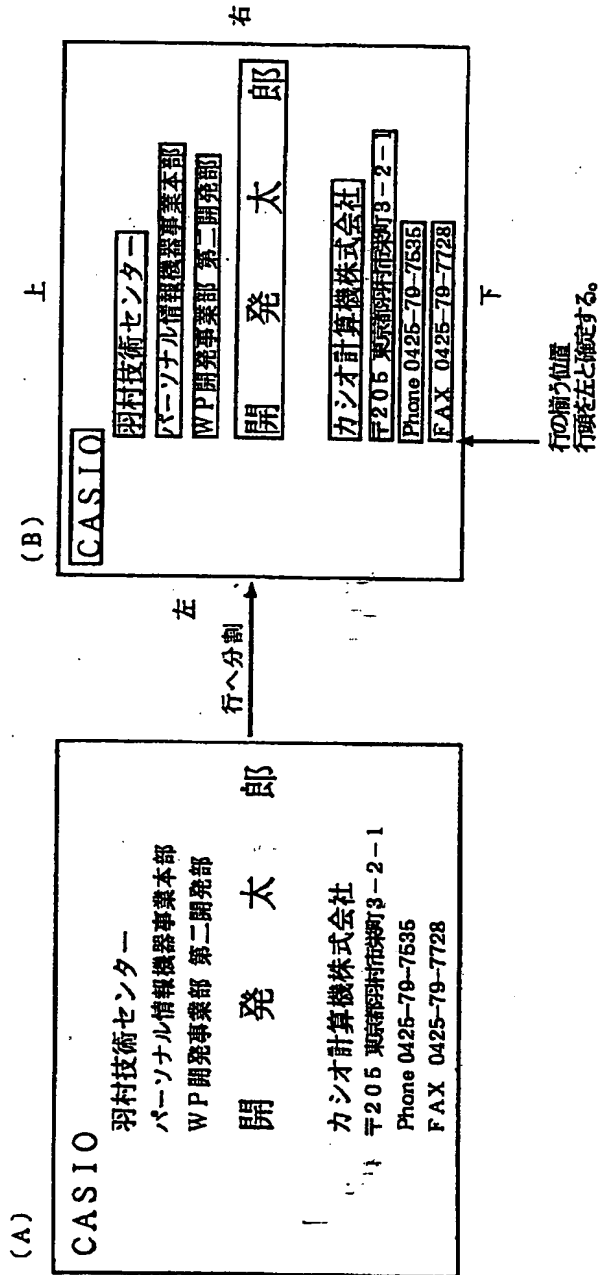 (A)
CASIO
羽村技術センター
パーソナル情報機器事業本部
WP開発事業部 第二開発部
開 発 太 郎
カシオ計算機株式会社
〒205 東京都羽村市栄町3-2-1
Phone 0425-79-7535
FAX 0425-79-7728
行へ分割
(B)
上
左
右
CASIO
羽村技術センター
パーソナル情報機器事業本部
WP開発事業部 第二開発部
開 発 太 郎
カシオ計算機株式会社
〒205 東京都羽村市栄町3-2-1
Phone 0425-79-7535
FAX 0425-79-7728
下
行の揃う位置
行頭を左と確定する。